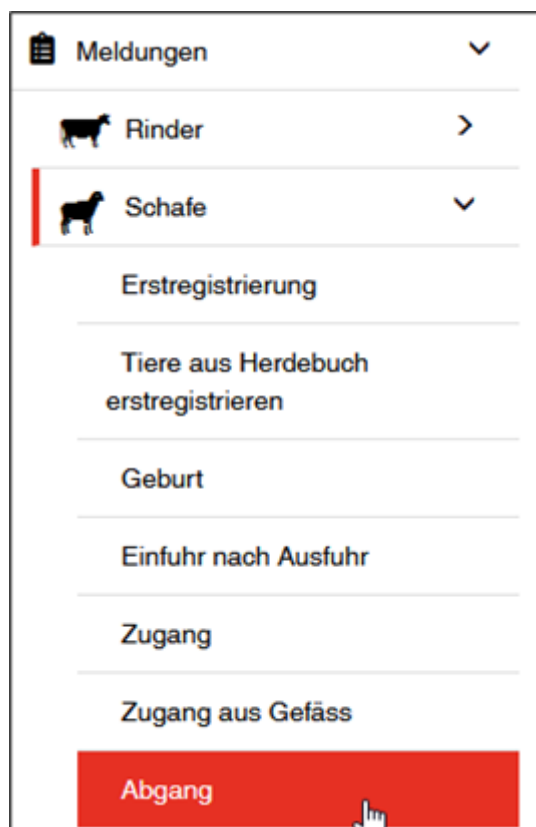 Meldungen
Rinder
Schafe
Erstregistrierung
Tiere aus Herdebuch
erstregistrieren
Geburt
Einfuhr nach Ausfuhr
Zugang
Zugang aus Gefäss
Abgang